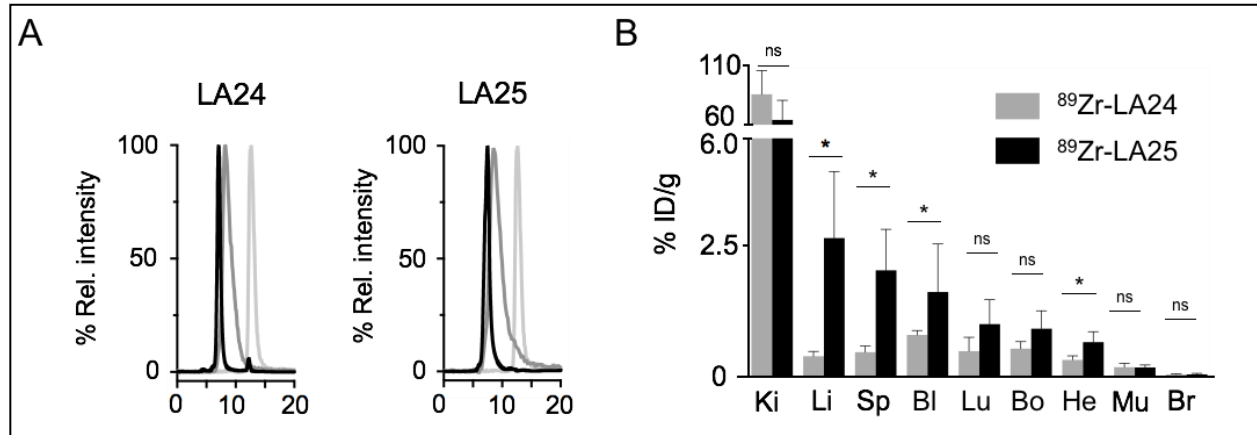 A
LA24
LA25
% Rel. intensity
100
50
0
0 10 20
% Rel. intensity
100
50
0
0 10 20
B
% ID/g
110
60
6.0
2.5
0
ns
*
*
*
ns
ns
*
ns
ns
89Zr-LA24
89Zr-LA25
Ki Li Sp Bl Lu Bo He Mu Br